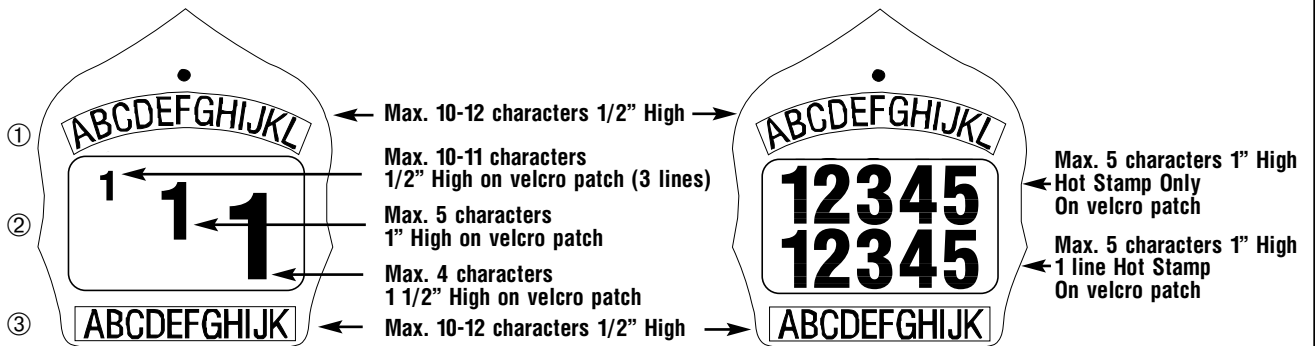 ①
ABCDEFGHIJKL
1
1
1
②
③
ABCDEFGHIJK
Max. 10-12 characters 1/2” High
Max. 10-11 characters
1/2” High on velcro patch (3 lines)
Max. 5 characters
1” High on velcro patch
Max. 4 characters
1 1/2” High on velcro patch
Max. 10-12 characters 1/2” High
ABCDEFGHIJKL
12345
12345
ABCDEFGHIJK
Max. 5 characters 1” High
Hot Stamp Only
On velcro patch
Max. 5 characters 1” High
1 line Hot Stamp
On velcro patch